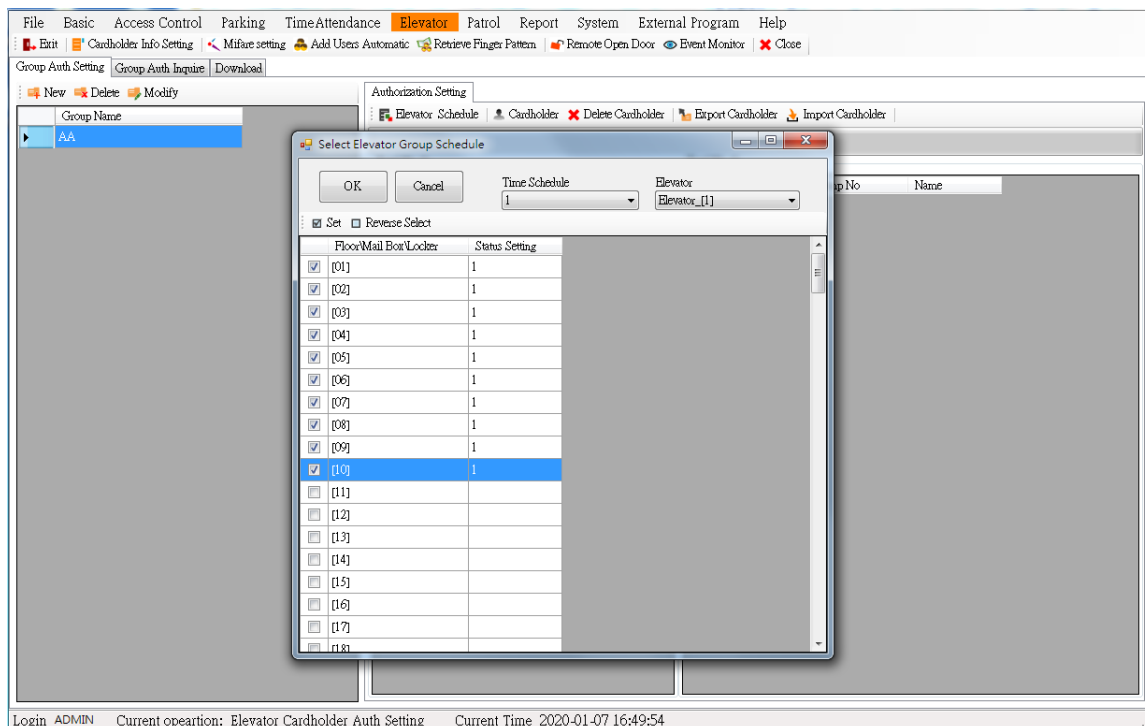 File Basic Access Control Parking TimeAttendance Elevator Patrol Report System External Program Help
Exit Cardholder Info Setting Mifare setting Add Users Automatic Retrieve Finger Pattern Remote Open Door Event Monitor Close
Group Auth Setting Group Auth Inquire Download
New Delete Modify
Authorization Setting
Group Name
Elevator Schedule Cardholder Delete Cardholder Export Cardholder Import Cardholder
AA
Select Elevator Group Schedule
OK Cancel Time Schedule Elevator
1 Elevator_[1]
No Name
Set Reverse Select
Floor\Mail Box\Locker Status Setting
[01] 1
[02] 1
[03] 1
[04] 1
[05] 1
[06] 1
[07] 1
[08] 1
[09] 1
[10] 1
[11]
[12]
[13]
[14]
[15]
[16]
[17]
[18]
Login ADMIN Current opeartion: Elevator Cardholder Auth Setting Current Time 2020-01-07 16:49:54